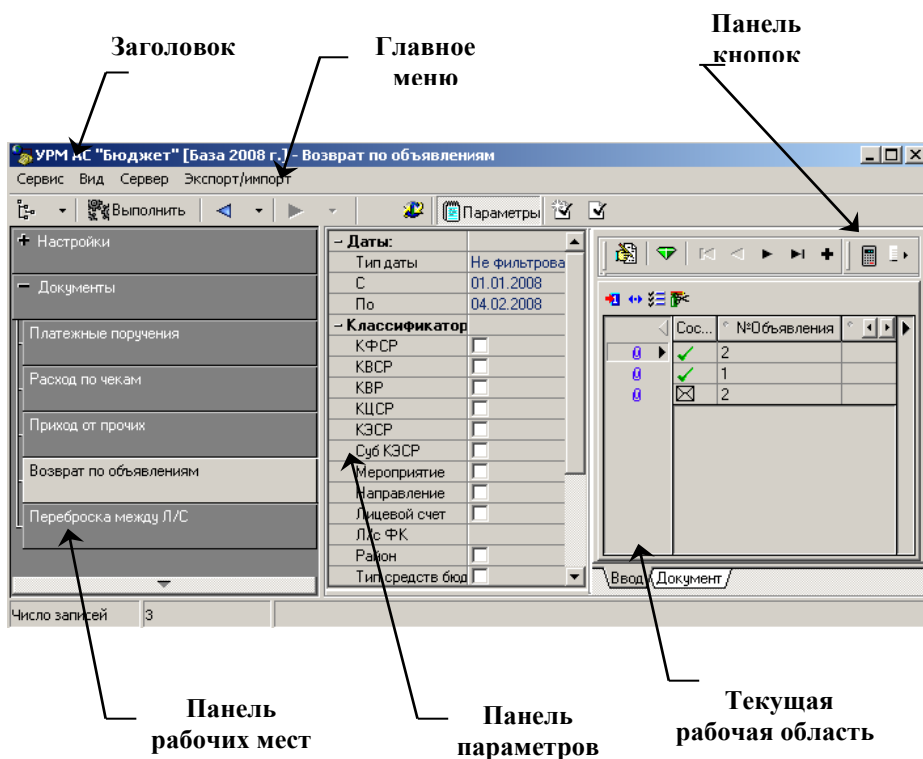 Заголовок
Главное
меню
Панель
кнопок
УРМ АС "Бюджет" [База 2008 г.] - Возврат по объявлениям
Сервис Вид Сервер Экспорт/импорт
Выполнить Параметры
Настройки
Документы
Платежные поручения
Расход по чекам
Приход от прочих
Возврат по объявлениям
Переброска между Л/С
Даты:
Тип даты Не фильтрова
С 01.01.2008
По 04.02.2008
Классификатор
КФСР
КВСР
КВР
КЦСР
КЭСР
Суб КЭСР
Мероприятие
Направление
Лицевой счет
Л/с ФК
Район
Тип средств бюд
Сос... №Объявления
2
1
2
Ввод Документ
Число записей 3
Панель
рабочих мест
Панель
параметров
Текущая
рабочая область